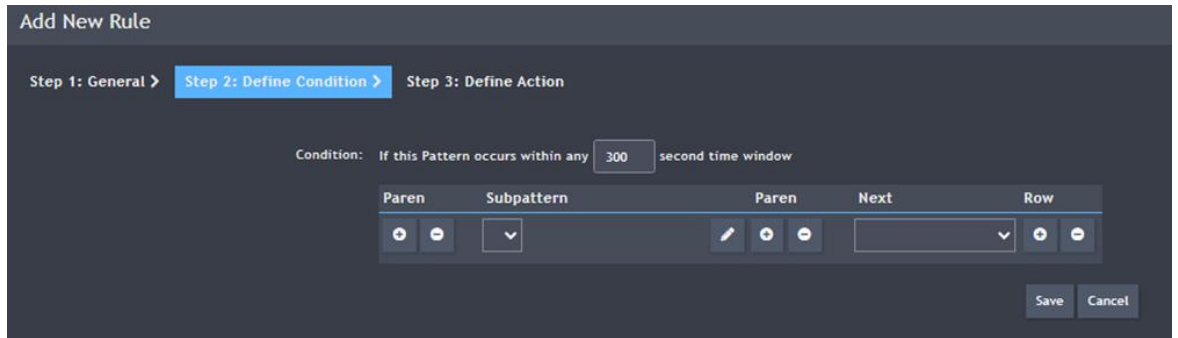 Add New Rule
Step 1: General > Step 2: Define Condition > Step 3: Define Action
Condition: If this Pattern occurs within any 300 second time window
Paren Subpattern Paren Next Row
Save Cancel